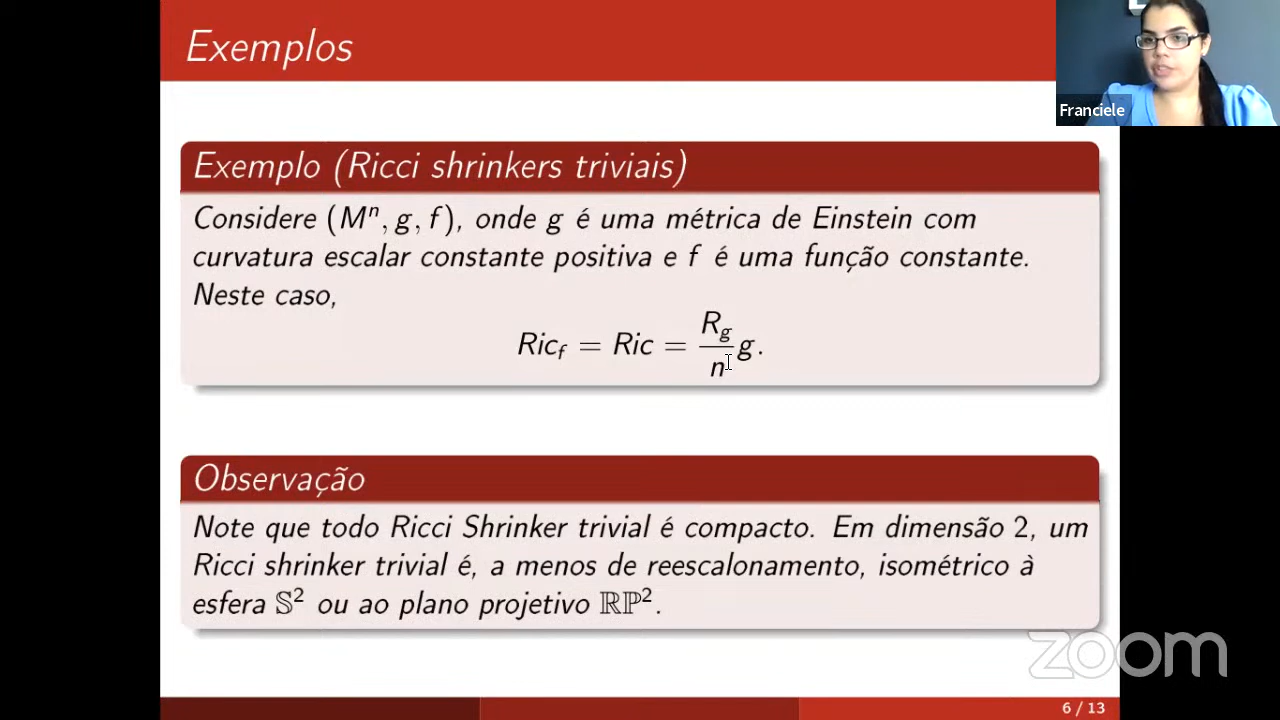 Exemplos
Franciele
Exemplo (Ricci shrinkers triviais)
Considere (Mⁿ, g, f), onde g é uma métrica de Einstein com
curvatura escalar constante positiva e f é uma função constante.
Neste caso,
Ric_f = Ric = \frac{R_g}{n} g.
Observação
Note que todo Ricci Shrinker trivial é compacto. Em dimensão 2, um
Ricci shrinker trivial é, a menos de reescalonamento, isométrico à
esfera 𝕊² ou ao plano projetivo ℝℙ².
zoom
6 / 13